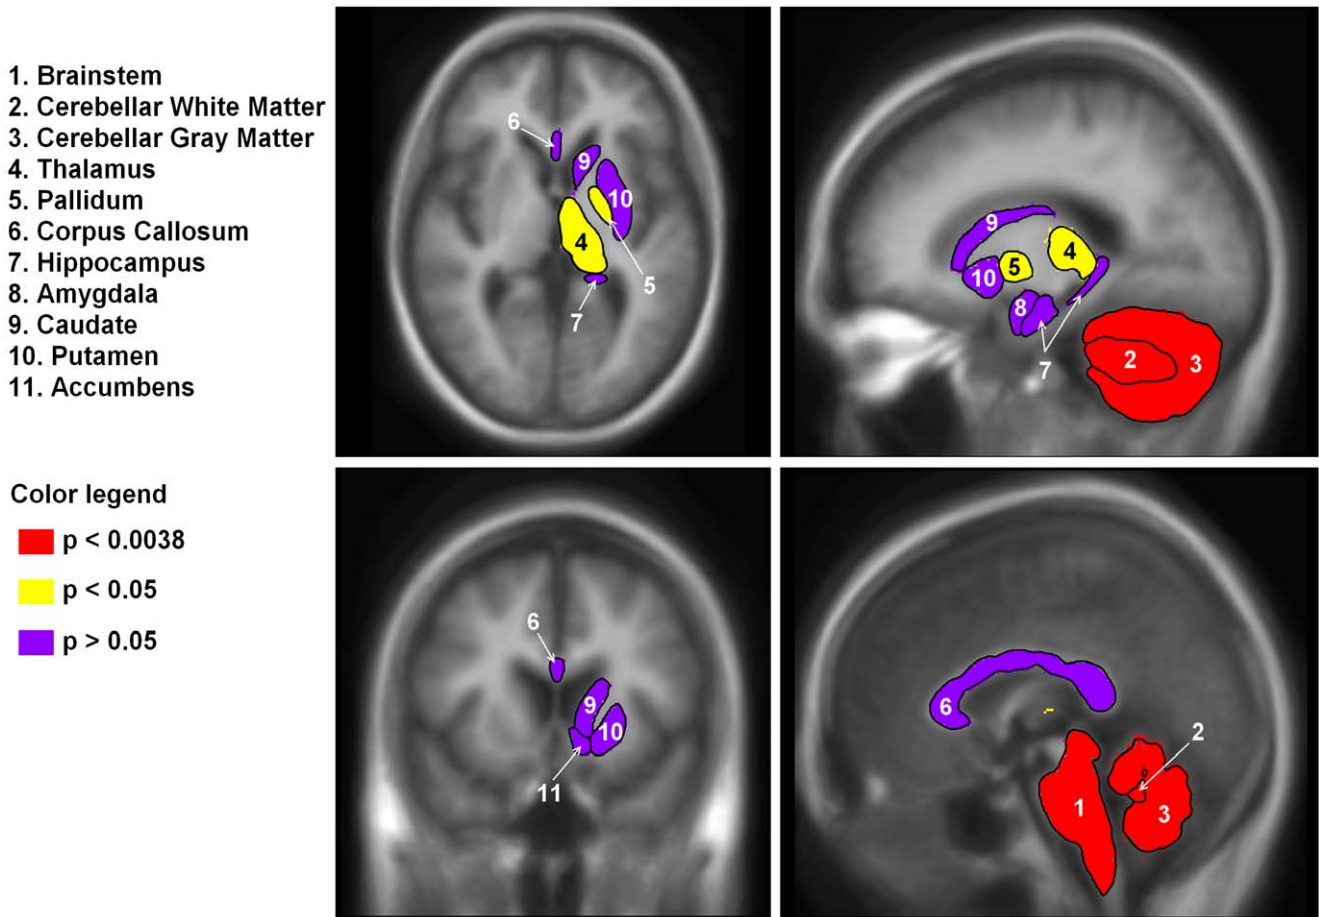 1. Brainstem
2. Cerebellar White Matter
3. Cerebellar Gray Matter
4. Thalamus
5. Pallidum
6. Corpus Callosum
7. Hippocampus
8. Amygdala
9. Caudate
10. Putamen
11. Accumbens
Color legend
p < 0.0038
p < 0.05
p > 0.05
6
9
10
4
5
7
9
4
5
10
8
7
2
3
6
9
10
11
6
2
1
3